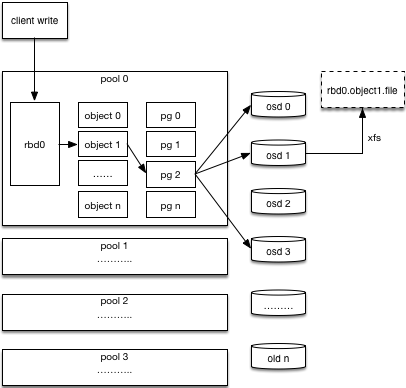 client write
pool 0
rbd0
object 0
object 1
……
object n
pg 0
pg 1
pg 2
pg n
osd 0
osd 1
osd 2
osd 3
………
old n
rbd0.object1.file
xfs
pool 1
………..
pool 2
………..
pool 3
………..